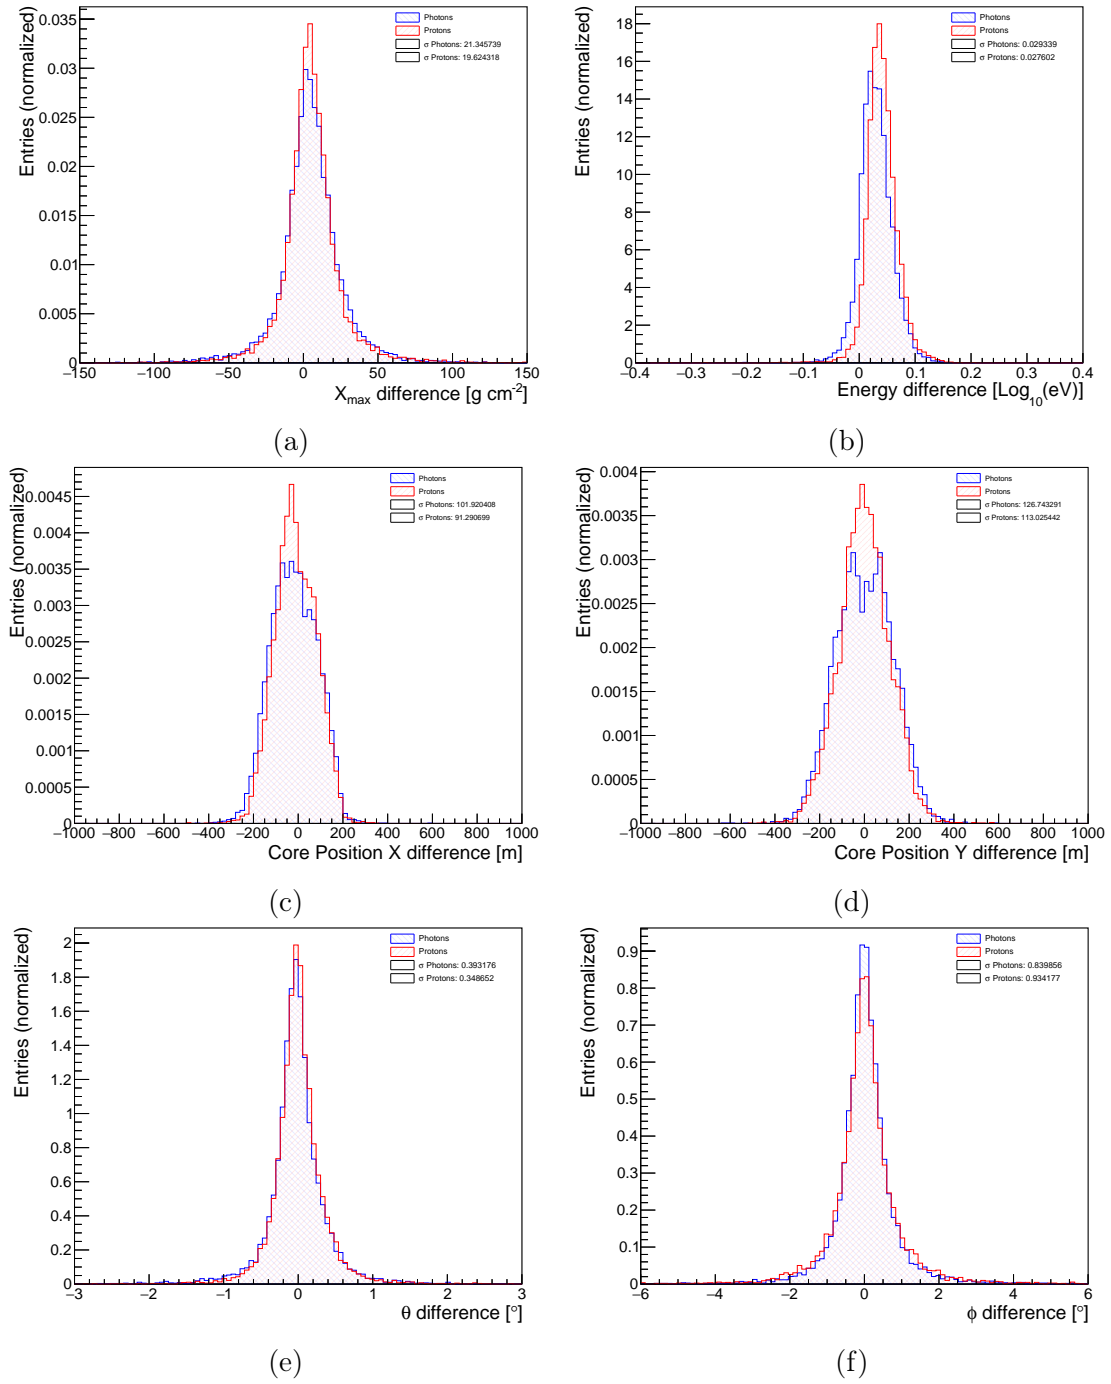 Entries (normalized)
0.035
0.03
0.025
0.02
0.015
0.01
0.005
0
Photons
Protons
σ Photons: 21.345739
σ Protons: 19.624318
−150 −100 −50 0 50 100 150
Xmax difference [g cm-2]
(a)
Entries (normalized)
18
16
14
12
10
8
6
4
2
0
Photons
Protons
σ Photons: 0.029339
σ Protons: 0.027602
−0.4 −0.3 −0.2 −0.1 0 0.1 0.2 0.3 0.4
Energy difference [Log10(eV)]
(b)
Entries (normalized)
0.0045
0.004
0.0035
0.003
0.0025
0.002
0.0015
0.001
0.0005
0
Photons
Protons
σ Photons: 101.920408
σ Protons: 91.290699
−1000 −800 −600 −400 −200 0 200 400 600 800 1000
Core Position X difference [m]
(c)
Entries (normalized)
0.004
0.0035
0.003
0.0025
0.002
0.0015
0.001
0.0005
0
Photons
Protons
σ Photons: 126.743291
σ Protons: 113.025442
−1000 −800 −600 −400 −200 0 200 400 600 800 1000
Core Position Y difference [m]
(d)
Entries (normalized)
2
1.8
1.6
1.4
1.2
1
0.8
0.6
0.4
0.2
0
Photons
Protons
σ Photons: 0.393176
σ Protons: 0.348652
−3 −2 −1 0 1 2 3
θ difference [°]
(e)
Entries (normalized)
0.9
0.8
0.7
0.6
0.5
0.4
0.3
0.2
0.1
0
Photons
Protons
σ Photons: 0.839856
σ Protons: 0.934177
−6 −4 −2 0 2 4 6
ϕ difference [°]
(f)